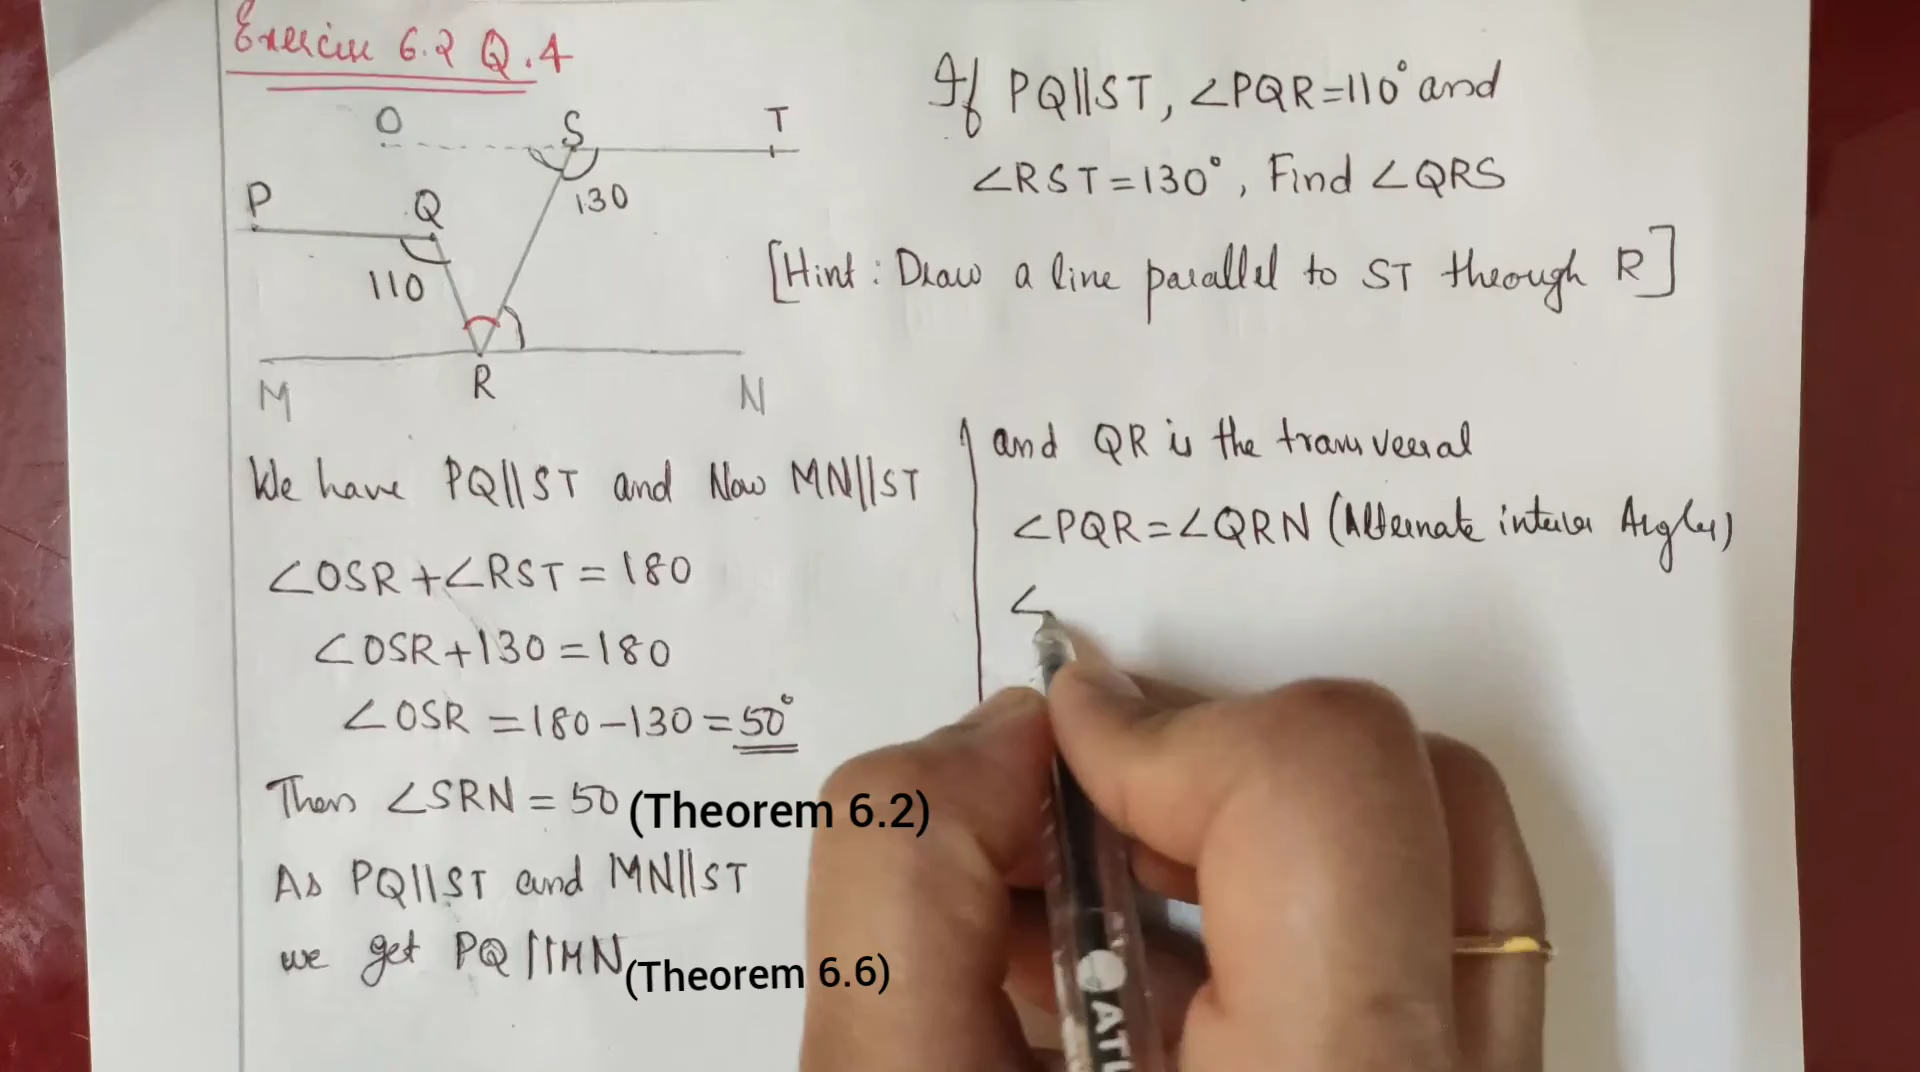 Exercise 6.2 Q.4
If PQ||ST, ∠PQR=110° and
∠RST=130°, Find ∠QRS
[Hint: Draw a line parallel to ST through R]
O
S
T
130
P
Q
110
M
R
N
We have PQ||ST and Now MN||ST
∠OSR+∠RST=180
∠OSR+130=180
∠OSR=180-130=50°
Then ∠SRN=50 (Theorem 6.2)
As PQ||ST and MN||ST
we get PQ||MN (Theorem 6.6)
and QR is the transversal
∠PQR=∠QRN (Alternate interior Angles)
∠